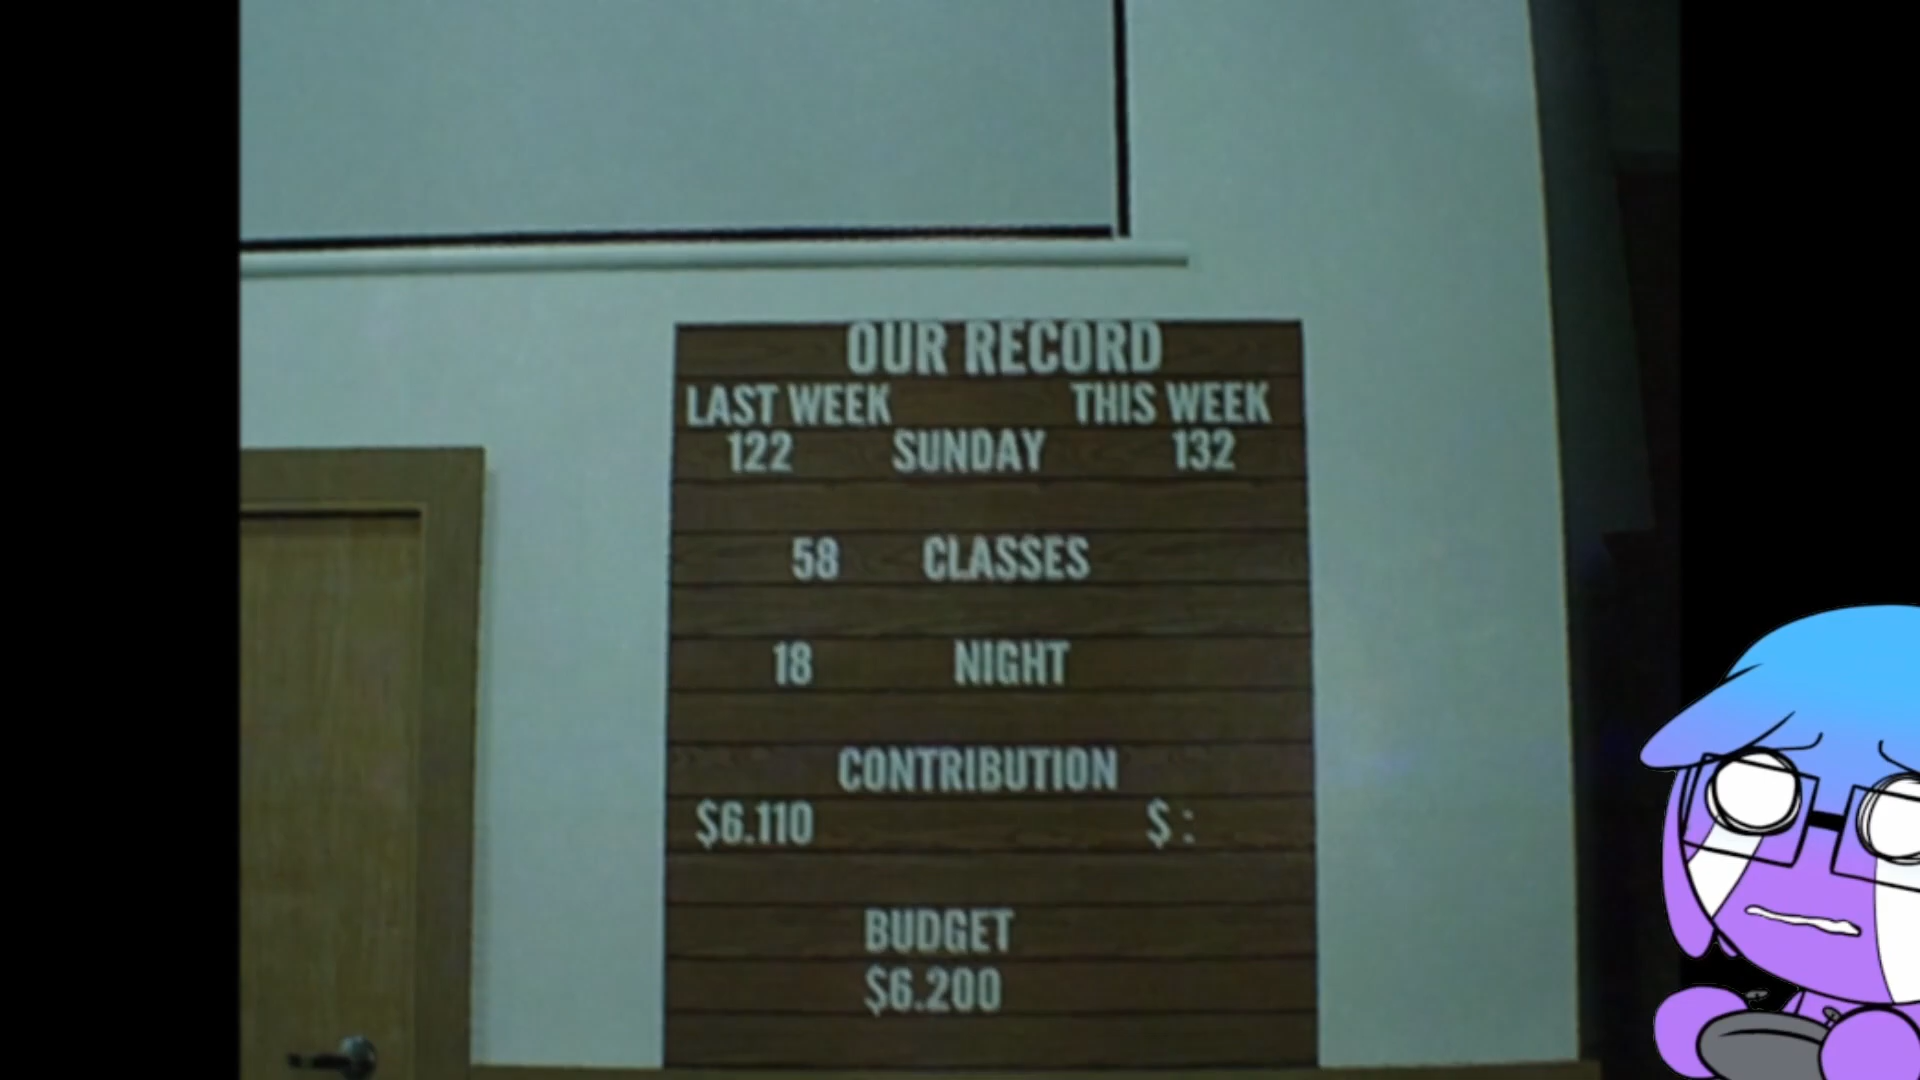 OUR RECORD
LAST WEEK THIS WEEK
122 SUNDAY 132
58 CLASSES
18 NIGHT
CONTRIBUTION
$6.110 $ :
BUDGET
$6.200